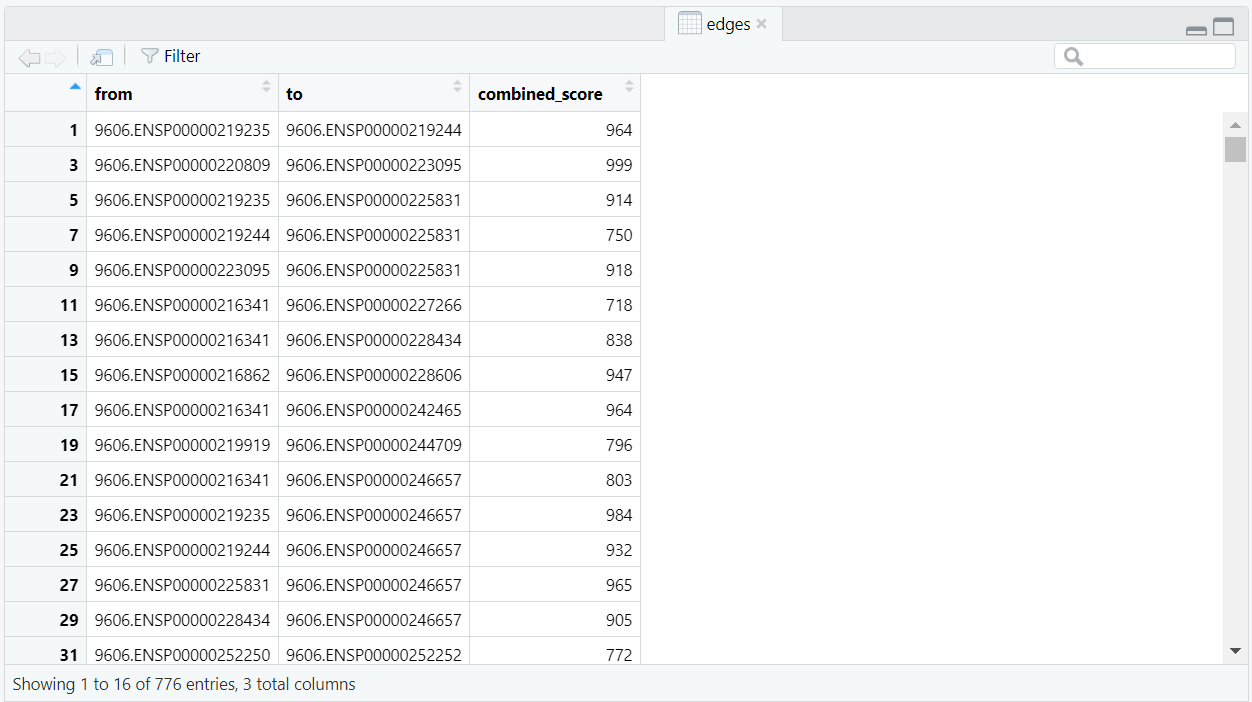 edges
Filter
from to combined_score
1 9606.ENSP00000219235 9606.ENSP00000219244 964
3 9606.ENSP00000220809 9606.ENSP00000223095 999
5 9606.ENSP00000219235 9606.ENSP00000225831 914
7 9606.ENSP00000219244 9606.ENSP00000225831 750
9 9606.ENSP00000223095 9606.ENSP00000225831 918
11 9606.ENSP00000216341 9606.ENSP00000227266 718
13 9606.ENSP00000216341 9606.ENSP00000228434 838
15 9606.ENSP00000216862 9606.ENSP00000228606 947
17 9606.ENSP00000216341 9606.ENSP00000242465 964
19 9606.ENSP00000219919 9606.ENSP00000244709 796
21 9606.ENSP00000216341 9606.ENSP00000246657 803
23 9606.ENSP00000219235 9606.ENSP00000246657 984
25 9606.ENSP00000219244 9606.ENSP00000246657 932
27 9606.ENSP00000225831 9606.ENSP00000246657 965
29 9606.ENSP00000228434 9606.ENSP00000246657 905
31 9606.ENSP00000252250 9606.ENSP00000252252 772
Showing 1 to 16 of 776 entries, 3 total columns